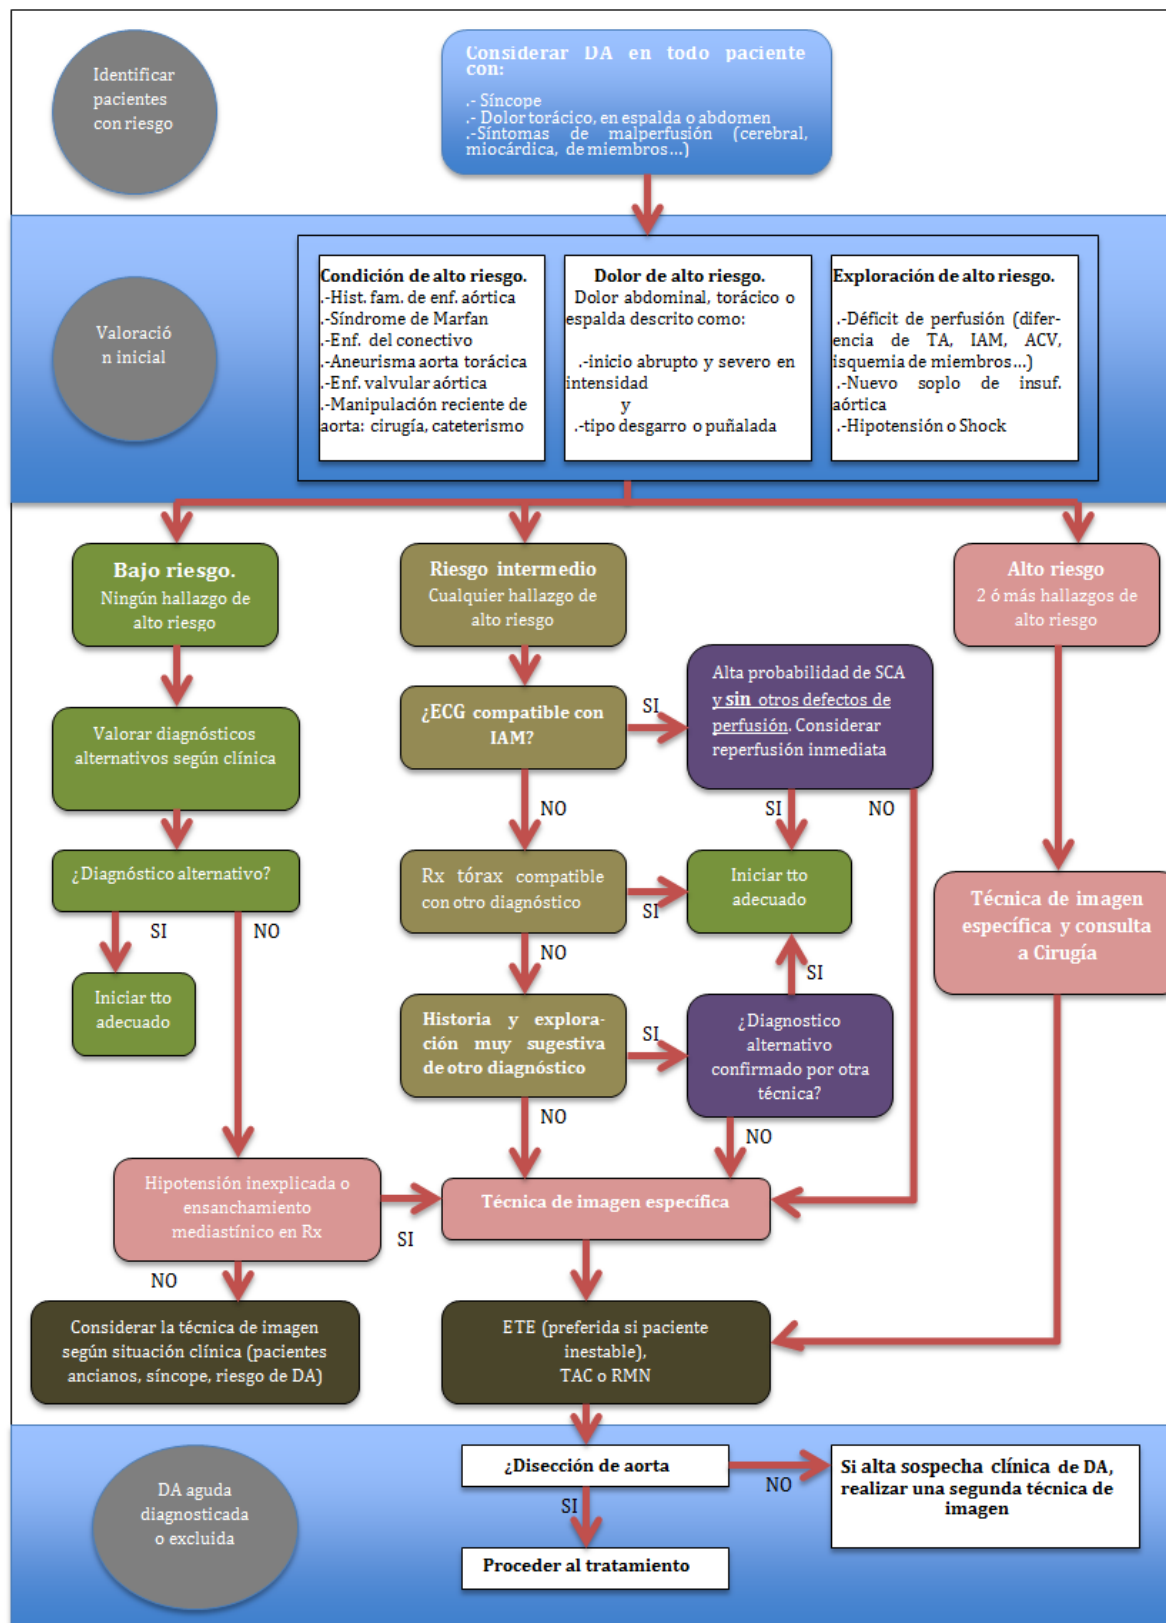 Identificar
pacientes
con riesgo
Considerar DA en todo paciente
con:
.- Síncope
.- Dolor torácico, en espalda o abdomen
.-Síntomas de malperfusión (cerebral,
miocárdica, de miembros...)
Valoració
n inicial
Condición de alto riesgo.
.-Hist. fam. de enf. aórtica
.-Síndrome de Marfan
.-Enf. del conectivo
.-Aneurisma aorta torácica
.-Enf. valvular aórtica
.-Manipulación reciente de
aorta: cirugía, cateterismo
Dolor de alto riesgo.
Dolor abdominal, torácico o
espalda descrito como:
.-inicio abrupto y severo en
intensidad
y
.-tipo desgarro o puñalada
Exploración de alto riesgo.
.-Déficit de perfusión (difer-
encia de TA, IAM, ACV,
isquemia de miembros...)
.-Nuevo soplo de insuf.
aórtica
.-Hipotensión o Shock
Bajo riesgo.
Ningún hallazgo de
alto riesgo
Riesgo intermedio
Cualquier hallazgo de
alto riesgo
Alto riesgo
2 ó más hallazgos de
alto riesgo
Valorar diagnósticos
alternativos según clínica
¿ECG compatible con
IAM?
SI
Alta probabilidad de SCA
y sin otros defectos de
perfusión. Considerar
reperfusión inmediata
NO
SI
NO
¿Diagnóstico alternativo?
SI
NO
Rx tórax compatible
con otro diagnóstico
SI
Iniciar tto
adecuado
Técnica de imagen
específica y consulta
a Cirugía
NO
SI
Iniciar tto
adecuado
Historia y explora-
ción muy sugestiva
de otro diagnóstico
SI
¿Diagnostico
alternativo
confirmado por otra
técnica?
NO
NO
Hipotensión inexplicada o
ensanchamiento
mediastínico en Rx
SI
Técnica de imagen específica
NO
Considerar la técnica de imagen
según situación clínica (pacientes
ancianos, síncope, riesgo de DA)
ETE (preferida si paciente
inestable),
TAC o RMN
DA aguda
diagnosticada
o excluida
¿Disección de aorta
NO
Si alta sospecha clínica de DA,
realizar una segunda técnica de
imagen
SI
Proceder al tratamiento